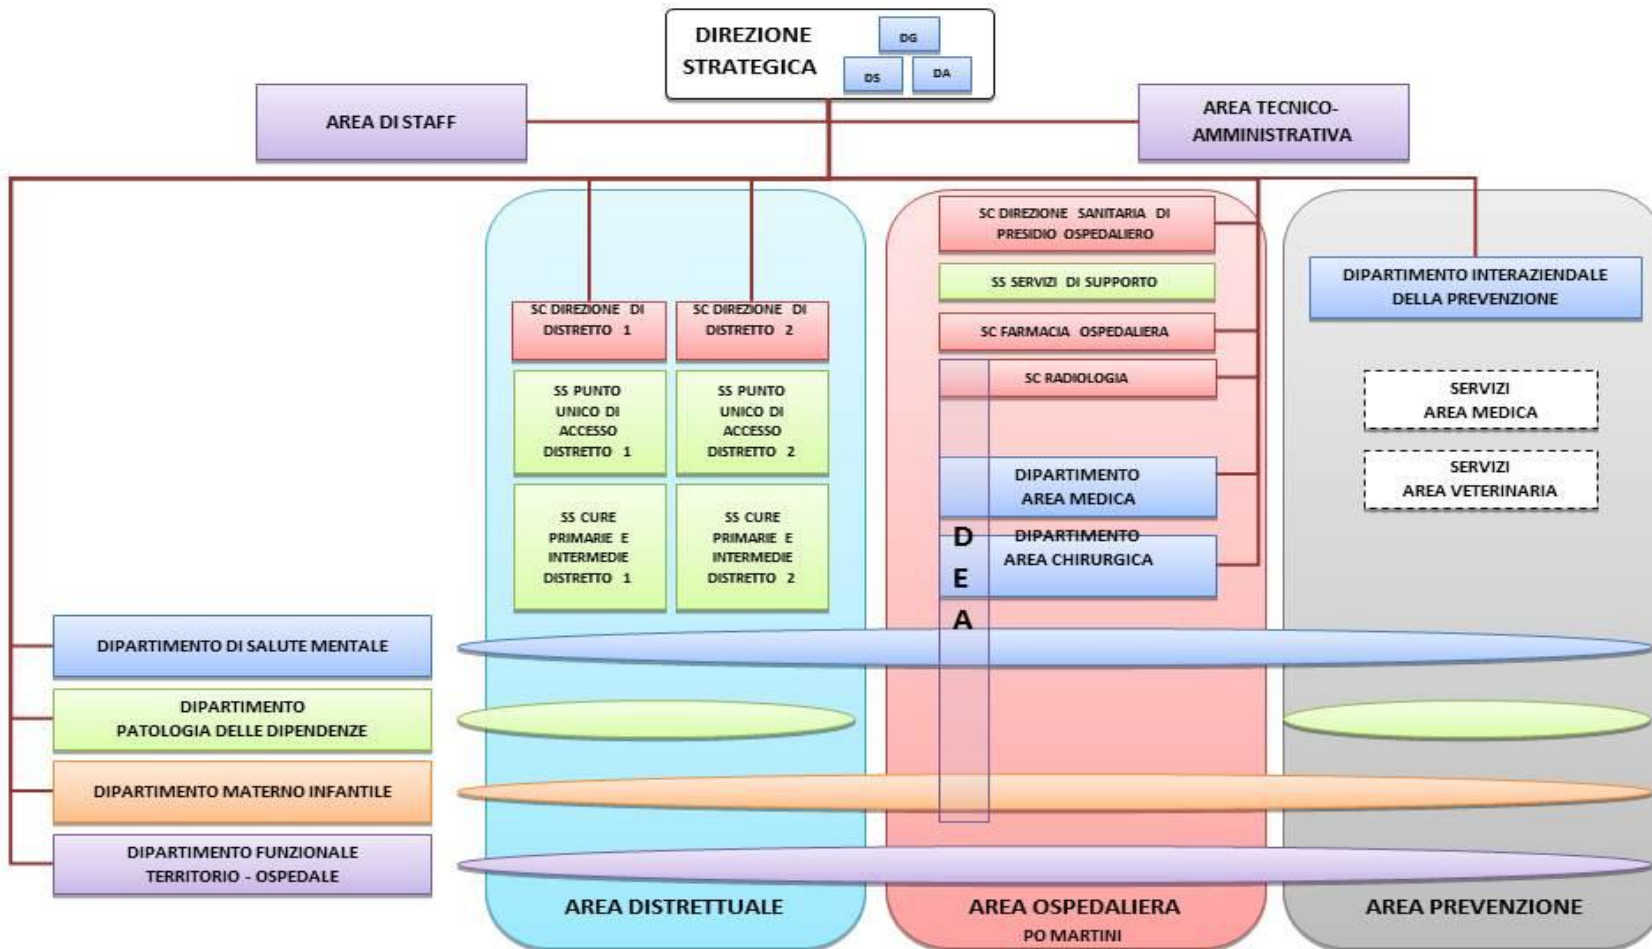 DIREZIONE
STRATEGICA
DG
DS
DA
AREA DI STAFF
AREA TECNICO-
AMMINISTRATIVA
SC DIREZIONE DI
DISTRETTO 1
SC DIREZIONE DI
DISTRETTO 2
SS PUNTO
UNICO DI
ACCESSO
DISTRETTO 1
SS PUNTO
UNICO DI
ACCESSO
DISTRETTO 2
SS CURE
PRIMARIE E
INTERMEDIE
DISTRETTO 1
SS CURE
PRIMARIE E
INTERMEDIE
DISTRETTO 2
SC DIREZIONE SANITARIA DI
PRESIDIO OSPEDALIERO
SS SERVIZI DI SUPPORTO
SC FARMACIA OSPEDALIERA
SC RADIOLOGIA
DIPARTIMENTO
AREA MEDICA
DIPARTIMENTO
AREA CHIRURGICA
D
E
A
DIPARTIMENTO INTERAZIENDALE
DELLA PREVENZIONE
SERVIZI
AREA MEDICA
SERVIZI
AREA VETERINARIA
DIPARTIMENTO DI SALUTE MENTALE
DIPARTIMENTO
PATOLOGIA DELLE DIPENDENZE
DIPARTIMENTO MATERNO INFANTILE
DIPARTIMENTO FUNZIONALE
TERRITORIO - OSPEDALE
AREA DISTRETTUALE
AREA OSPEDALIERA
PO MARTINI
AREA PREVENZIONE